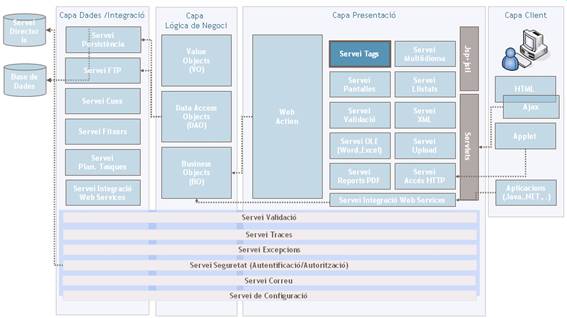 Capa Dades /Integració
Servei
Persistència
Servei FTP
Servei Cues
Servei Fitxers
Servei
Plan. Tasques
Servei Integració
Web Services
Servei
Directori
is
Base de
Dades
Capa
Lógica de Negoci
Value
Objects
(VO)
Data Access
Objects
(DAO)
Business
Objects
(BO)
Capa Presentació
Web
Action
Servei Tags
Servei
Multiidioma
Servei
Pantalles
Servei
Llistats
Servei
Validació
Servei
XML
Servei OLE
(Word,Excel)
Servei
Upload
Servei
Reports PDF
Servei
Accés HTTP
Servei Integració Web Services
Jsp-jstl
Servlets
Capa Client
HTML
Ajax
Applet
Aplicacions
(Java,.NET,..)
Servei Validació
Servei Traces
Servei Excepcions
Servei Seguretat (Autentificació/Autorització)
Servei Correu
Servei de Configuració